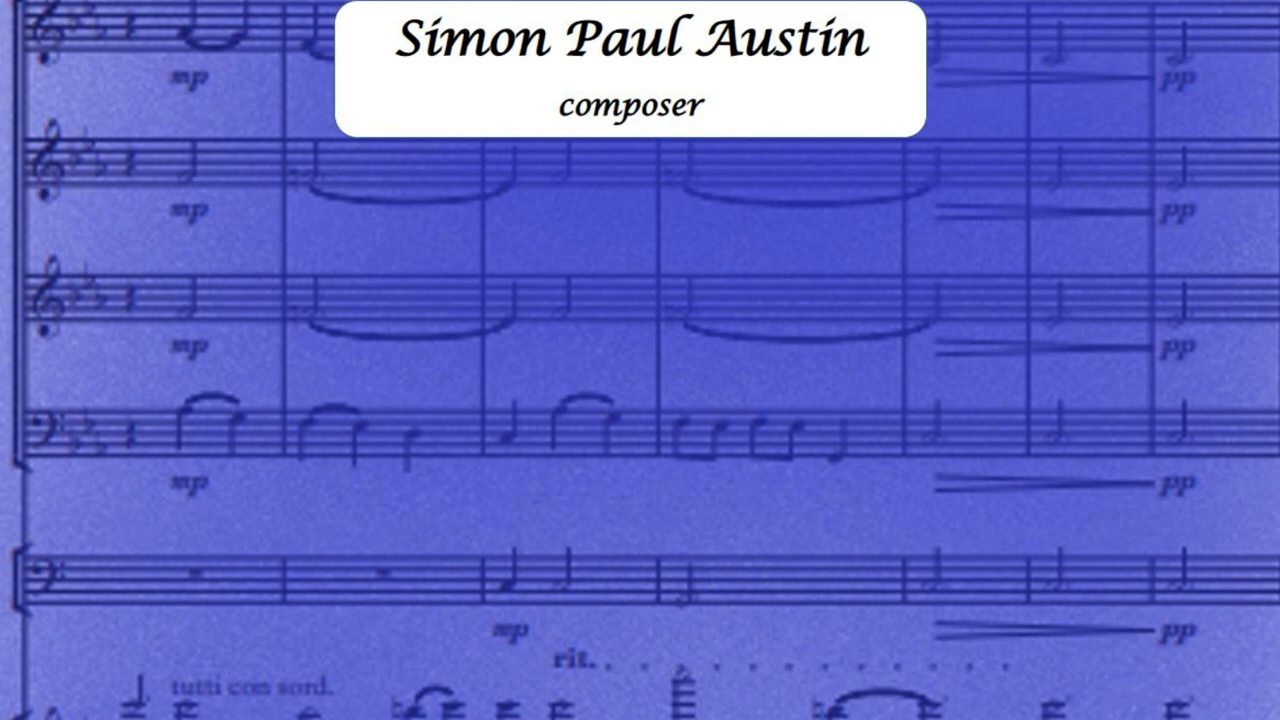 Simon Paul Austin
composer
mp
pp
mp
pp
mp
pp
mp
pp
mp
pp
rit. . . . . . . . . . . .
tutti con sord.